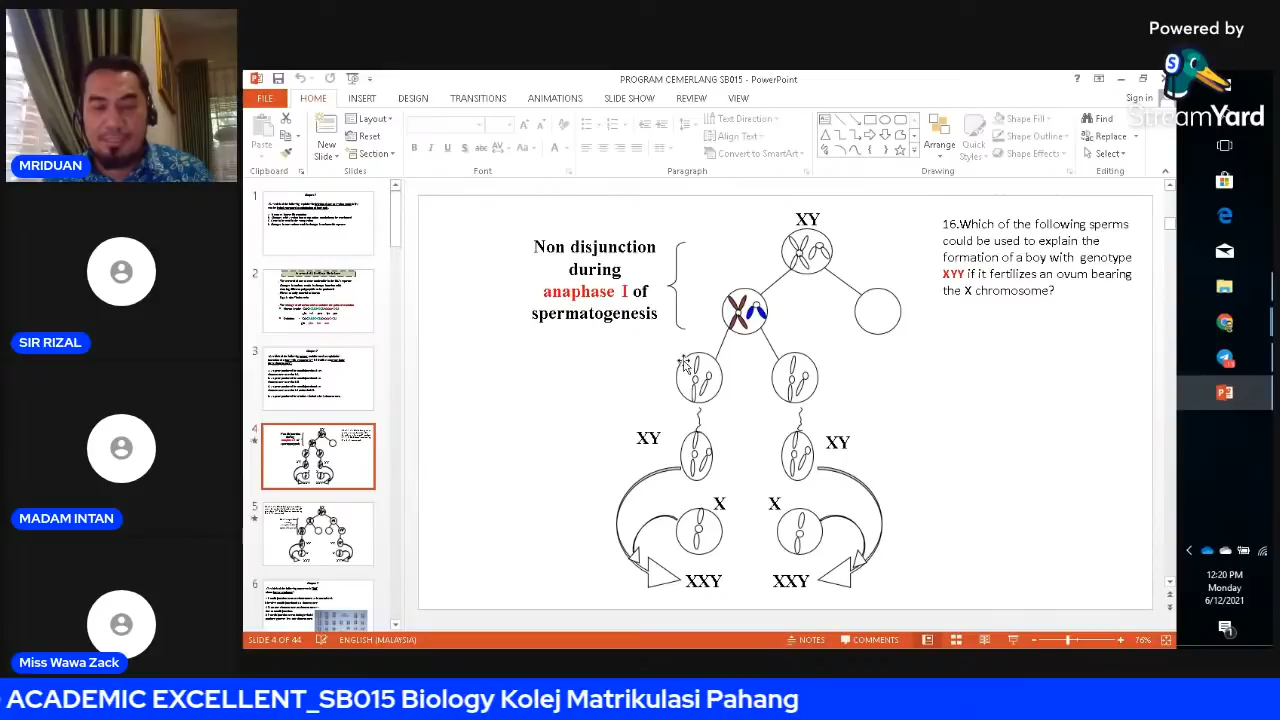 Powered by
StreamYard
MRIDUAN
SIR RIZAL
MADAM INTAN
Miss Wawa Zack
PROGRAM CEMERLANG SB015 - PowerPoint
Sign in
FILE HOME INSERT DESIGN TRANSITIONS ANIMATIONS SLIDE SHOW REVIEW VIEW
Paste
New
Slide
Layout
Reset
Section
Text Direction
Align Text
Convert to SmartArt
Arrange
Quick
Styles
Shape Fill
Shape Outline
Shape Effects
Find
Replace
Select
Clipboard Slides Font Paragraph Drawing Editing
1
2
3
4
5
6
Non disjunction
during
anaphase I of
spermatogenesis
XY
XY
XY
X
X
XXY
XXY
16.Which of the following sperms
could be used to explain the
formation of a boy with genotype
XYY if it fertilizes an ovum bearing
the X chromosome?
SLIDE 4 OF 44 ENGLISH (MALAYSIA) NOTES COMMENTS 76%
12:20 PM
Monday
6/12/2021
ACADEMIC EXCELLENT_SB015 Biology Kolej Matrikulasi Pahang